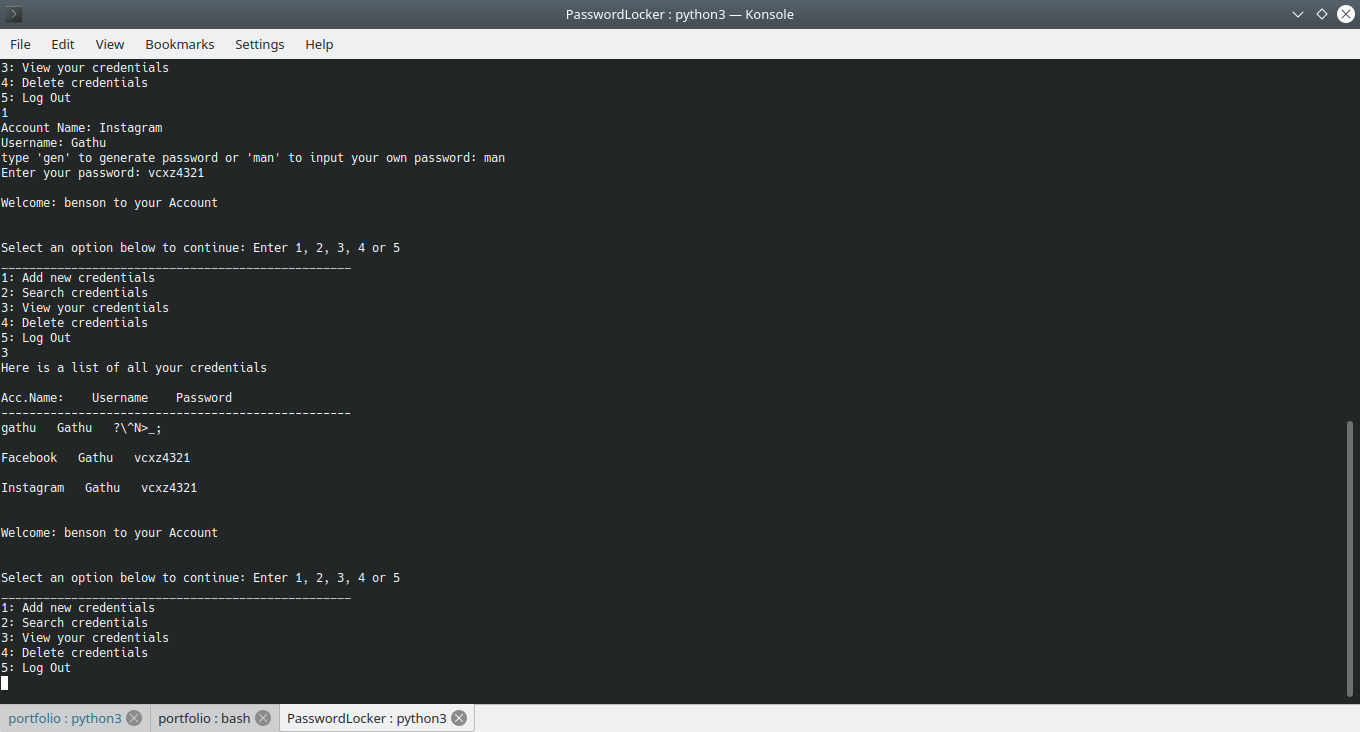 PasswordLocker : python3 — Konsole
File Edit View Bookmarks Settings Help
3: View your credentials
4: Delete credentials
5: Log Out
1
Account Name: Instagram
Username: Gathu
type 'gen' to generate password or 'man' to input your own password: man
Enter your password: vcxz4321
Welcome: benson to your Account
Select an option below to continue: Enter 1, 2, 3, 4 or 5
__________________________________________________
1: Add new credentials
2: Search credentials
3: View your credentials
4: Delete credentials
5: Log Out
3
Here is a list of all your credentials
Acc.Name:    Username    Password
--------------------------------------------------
gathu   Gathu   ?\^N>_;
Facebook   Gathu   vcxz4321
Instagram   Gathu   vcxz4321
Welcome: benson to your Account
Select an option below to continue: Enter 1, 2, 3, 4 or 5
__________________________________________________
1: Add new credentials
2: Search credentials
3: View your credentials
4: Delete credentials
5: Log Out
portfolio : python3 portfolio : bash PasswordLocker : python3